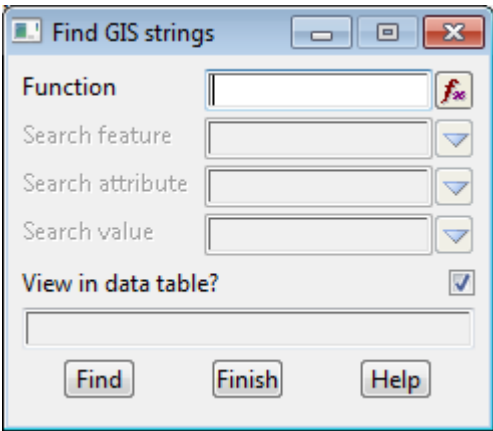 Find GIS strings
Function
Search feature
Search attribute
Search value
View in data table?
Find Finish Help